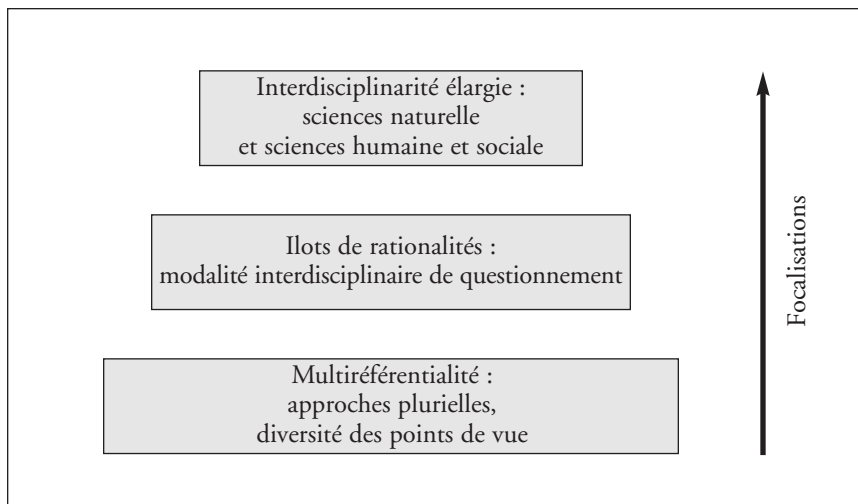 Interdisciplinarité élargie :
sciences naturelle
et sciences humaine et sociale
Ilots de rationalités :
modalité interdisciplinaire de questionnement
Multiréférentialité :
approches plurielles,
diversité des points de vue
Focalisations